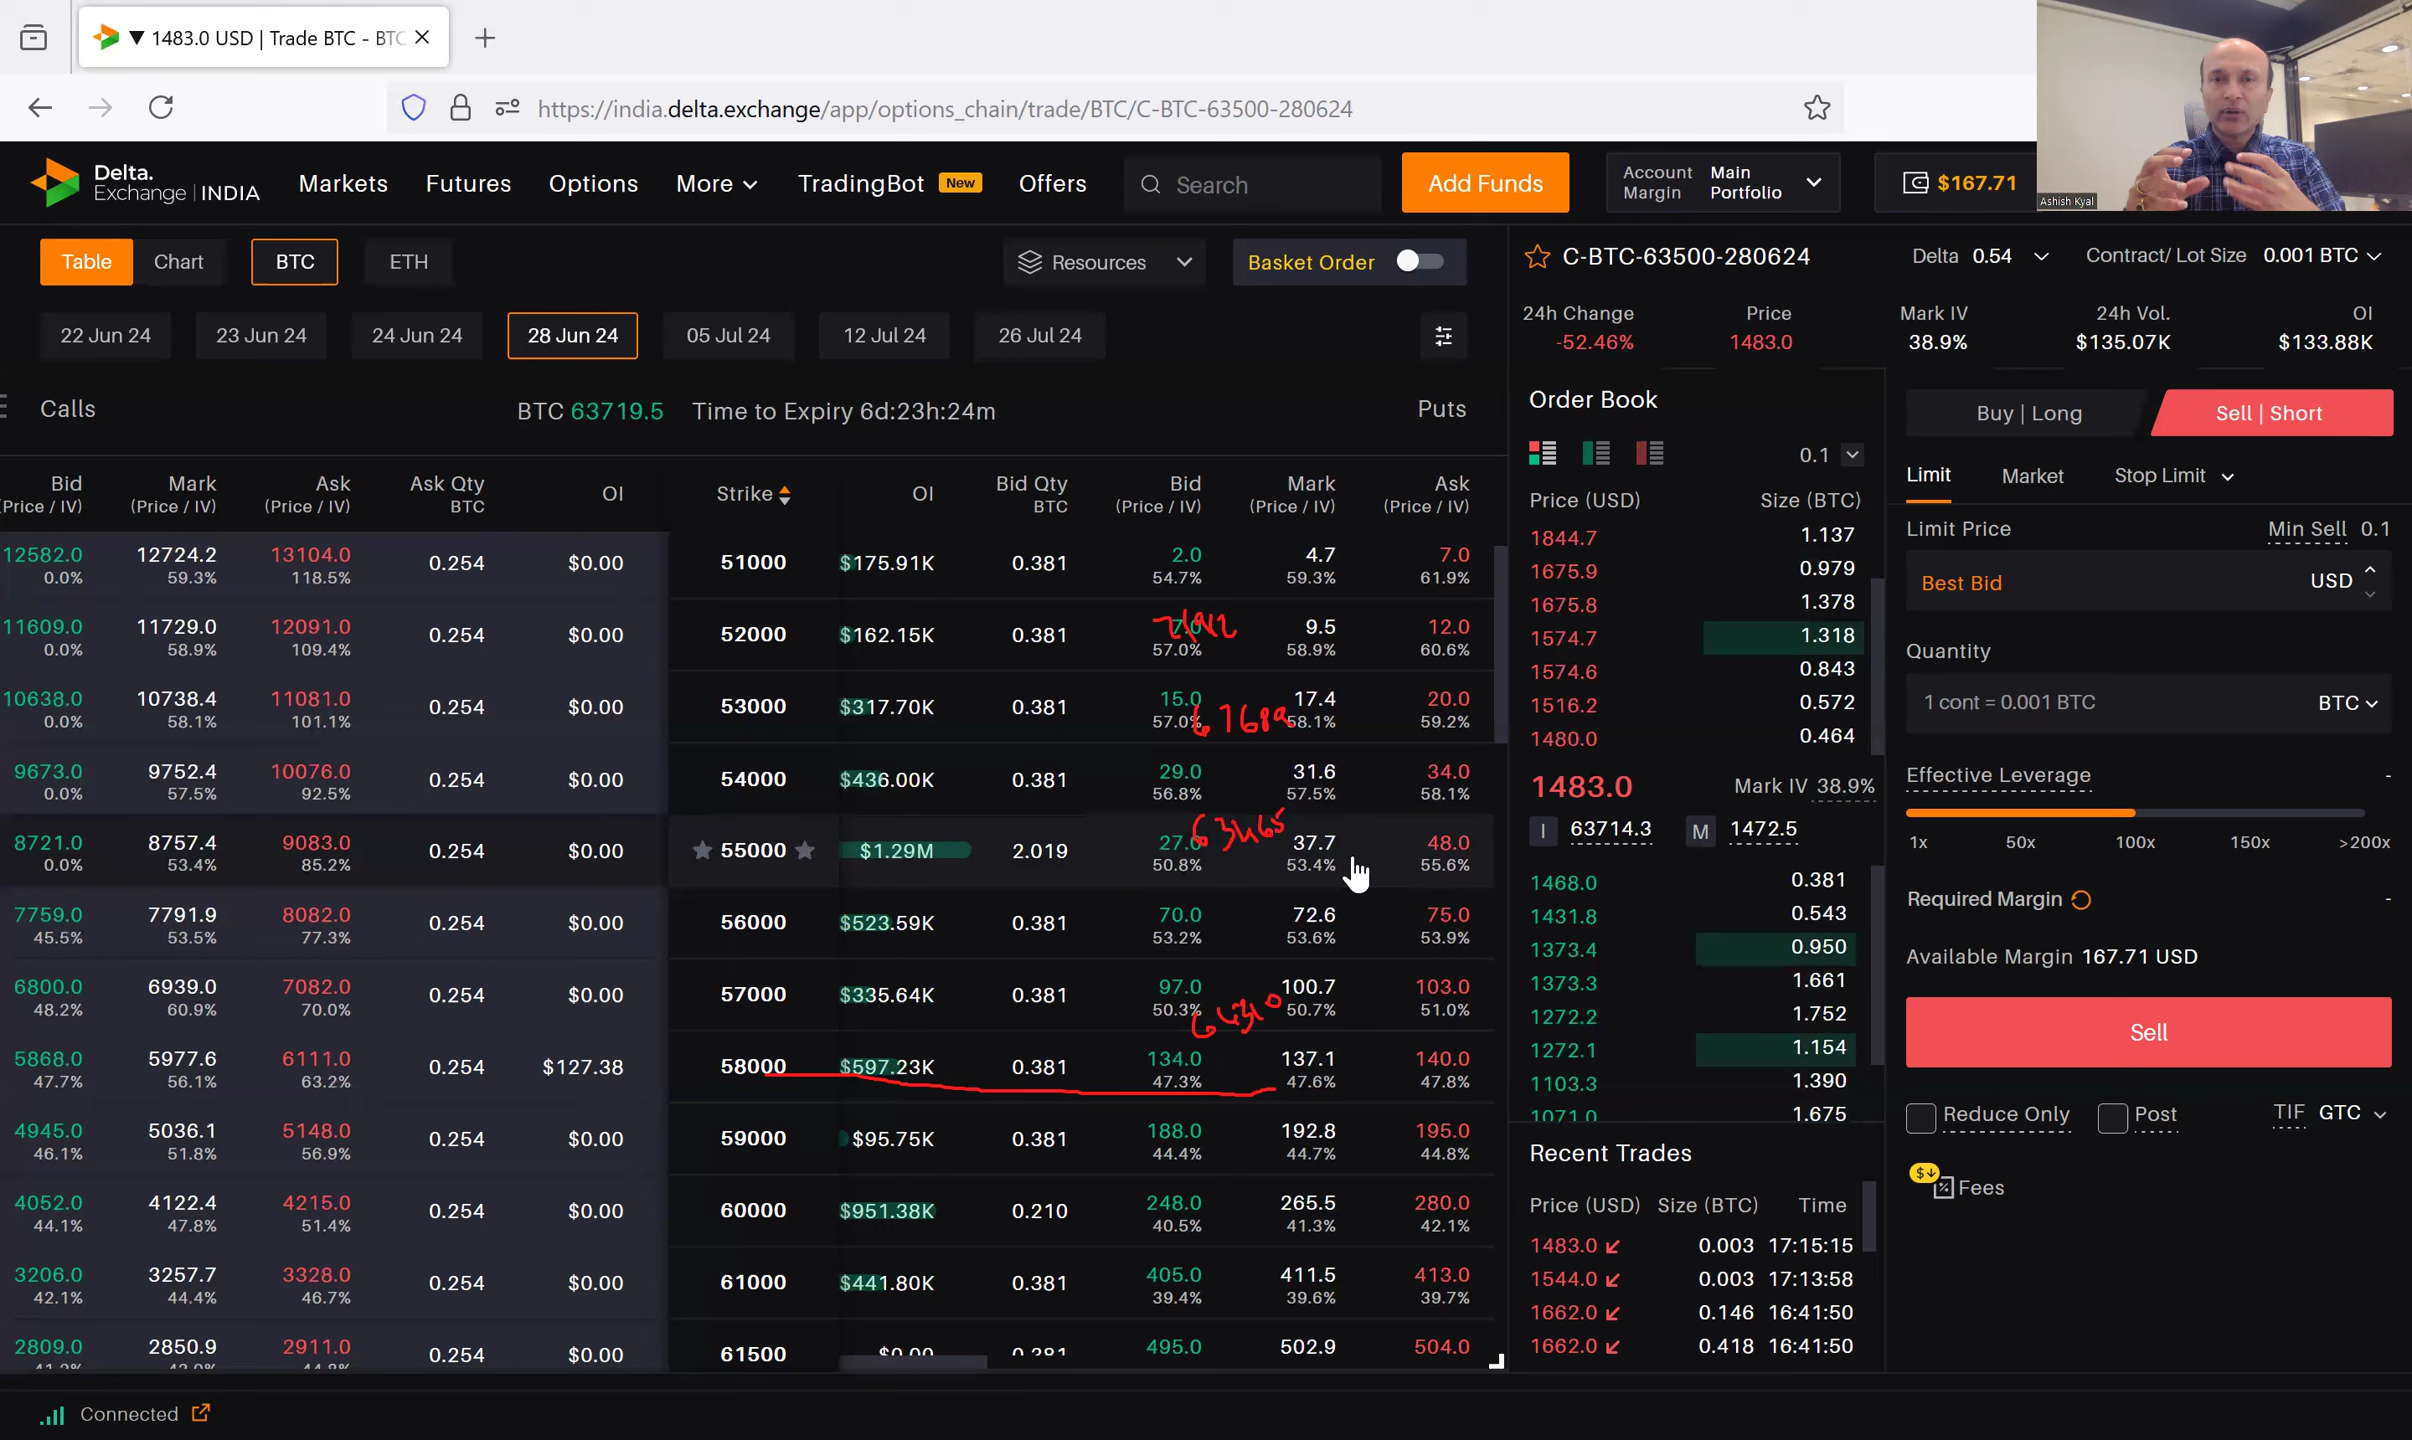 ▼ 1483.0 USD | Trade BTC - BTC
https://india.delta.exchange/app/options_chain/trade/BTC/C-BTC-63500-280624
Delta. Exchange | INDIA Markets Futures Options More TradingBot New Offers Search Add Funds Account Margin Main Portfolio $167.71
Ashish Kyal
Table Chart BTC ETH Resources Basket Order
22 Jun 24 23 Jun 24 24 Jun 24 28 Jun 24 05 Jul 24 12 Jul 24 26 Jul 24
Calls BTC 63719.5 Time to Expiry 6d:23h:24m Puts
Bid Mark Ask Ask Qty OI Strike OI Bid Qty Bid Mark Ask
(Price / IV) (Price / IV) (Price / IV) BTC BTC (Price / IV) (Price / IV) (Price / IV)
12582.0 12724.2 13104.0 0.254 $0.00 51000 $175.91K 0.381 2.0 4.7 7.0
0.0% 59.3% 118.5% 54.7% 59.3% 61.9%
11609.0 11729.0 12091.0 0.254 $0.00 52000 $162.15K 0.381 7.0 9.5 12.0
0.0% 58.9% 109.4% 57.0% 58.9% 60.6%
10638.0 10738.4 11081.0 0.254 $0.00 53000 $317.70K 0.381 15.0 17.4 20.0
0.0% 58.1% 101.1% 57.0% 58.1% 59.2%
9673.0 9752.4 10076.0 0.254 $0.00 54000 $436.00K 0.381 29.0 31.6 34.0
0.0% 57.5% 92.5% 56.8% 57.5% 58.1%
63465
8721.0 8757.4 9083.0 0.254 $0.00 55000 $1.29M 2.019 27.0 37.7 48.0
0.0% 53.4% 85.2% 50.8% 53.4% 55.6%
7759.0 7791.9 8082.0 0.254 $0.00 56000 $523.59K 0.381 70.0 72.6 75.0
45.5% 53.5% 77.3% 53.2% 53.6% 53.9%
6800.0 6939.0 7082.0 0.254 $0.00 57000 $335.64K 0.381 97.0 100.7 103.0
48.2% 60.9% 70.0% 50.3% 50.7% 51.0%
64310
5868.0 5977.6 6111.0 0.254 $127.38 58000 $597.23K 0.381 134.0 137.1 140.0
47.7% 56.1% 63.2% 47.3% 47.6% 47.8%
4945.0 5036.1 5148.0 0.254 $0.00 59000 $95.75K 0.381 188.0 192.8 195.0
46.1% 51.8% 56.9% 44.4% 44.7% 44.8%
4052.0 4122.4 4215.0 0.254 $0.00 60000 $951.38K 0.210 248.0 265.5 280.0
44.1% 47.8% 51.4% 40.5% 41.3% 42.1%
3206.0 3257.7 3328.0 0.254 $0.00 61000 $441.80K 0.381 405.0 411.5 413.0
42.1% 44.4% 46.7% 39.4% 39.6% 39.7%
2809.0 2850.9 2911.0 0.254 $0.00 61500 $0.00 0.381 495.0 502.9 504.0
C-BTC-63500-280624 Delta 0.54 Contract/ Lot Size 0.001 BTC
24h Change Price Mark IV 24h Vol. OI
-52.46% 1483.0 38.9% $135.07K $133.88K
Order Book
0.1
Price (USD) Size (BTC)
1844.7 1.137
1675.9 0.979
1675.8 1.378
1574.7 1.318
1574.6 0.843
1516.2 0.572
1480.0 0.464
1483.0 Mark IV 38.9%
I 63714.3 M 1472.5
1468.0 0.381
1431.8 0.543
1373.4 0.950
1373.3 1.661
1272.2 1.752
1272.1 1.154
1103.3 1.390
1071.0 1.675
Recent Trades
Price (USD) Size (BTC) Time
1483.0 0.003 17:15:15
1544.0 0.003 17:13:58
1662.0 0.146 16:41:50
1662.0 0.418 16:41:50
Buy | Long Sell | Short
Limit Market Stop Limit
Limit Price Min Sell 0.1
Best Bid USD
Quantity
1 cont = 0.001 BTC BTC
Effective Leverage -
1x 50x 100x 150x >200x
Required Margin -
Available Margin 167.71 USD
Sell
Reduce Only Post TIF GTC
Fees
Connected